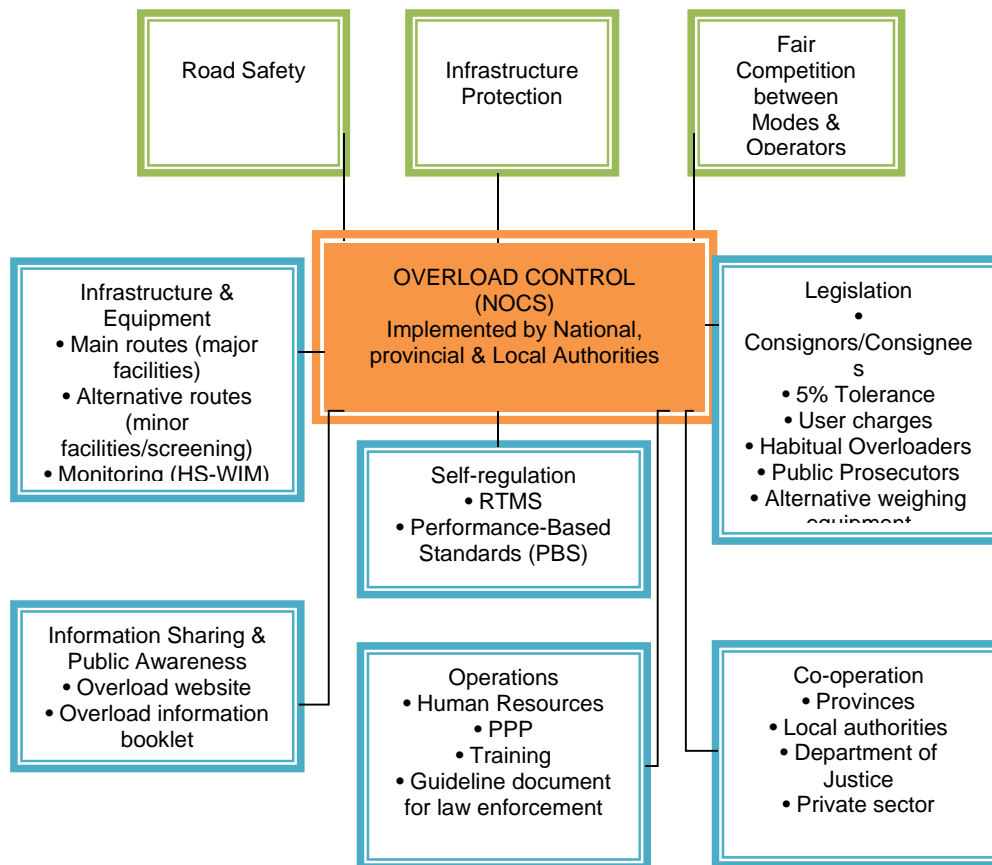 Road Safety
Infrastructure
Protection
Fair
Competition
between
Modes &
Operators
OVERLOAD CONTROL
(NOCS)
Implemented by National,
provincial & Local Authorities
Infrastructure &
Equipment
• Main routes (major
facilities)
• Alternative routes
(minor
facilities/screening)
• Monitoring (HS-WIM)
Legislation
•
Consignors/Consignee
s
• 5% Tolerance
• User charges
• Habitual Overloaders
• Public Prosecutors
• Alternative weighing
equipment
Self-regulation
• RTMS
• Performance-Based
Standards (PBS)
Information Sharing &
Public Awareness
• Overload website
• Overload information
booklet
Operations
• Human Resources
• PPP
• Training
• Guideline document
for law enforcement
Co-operation
• Provinces
• Local authorities
• Department of
Justice
• Private sector